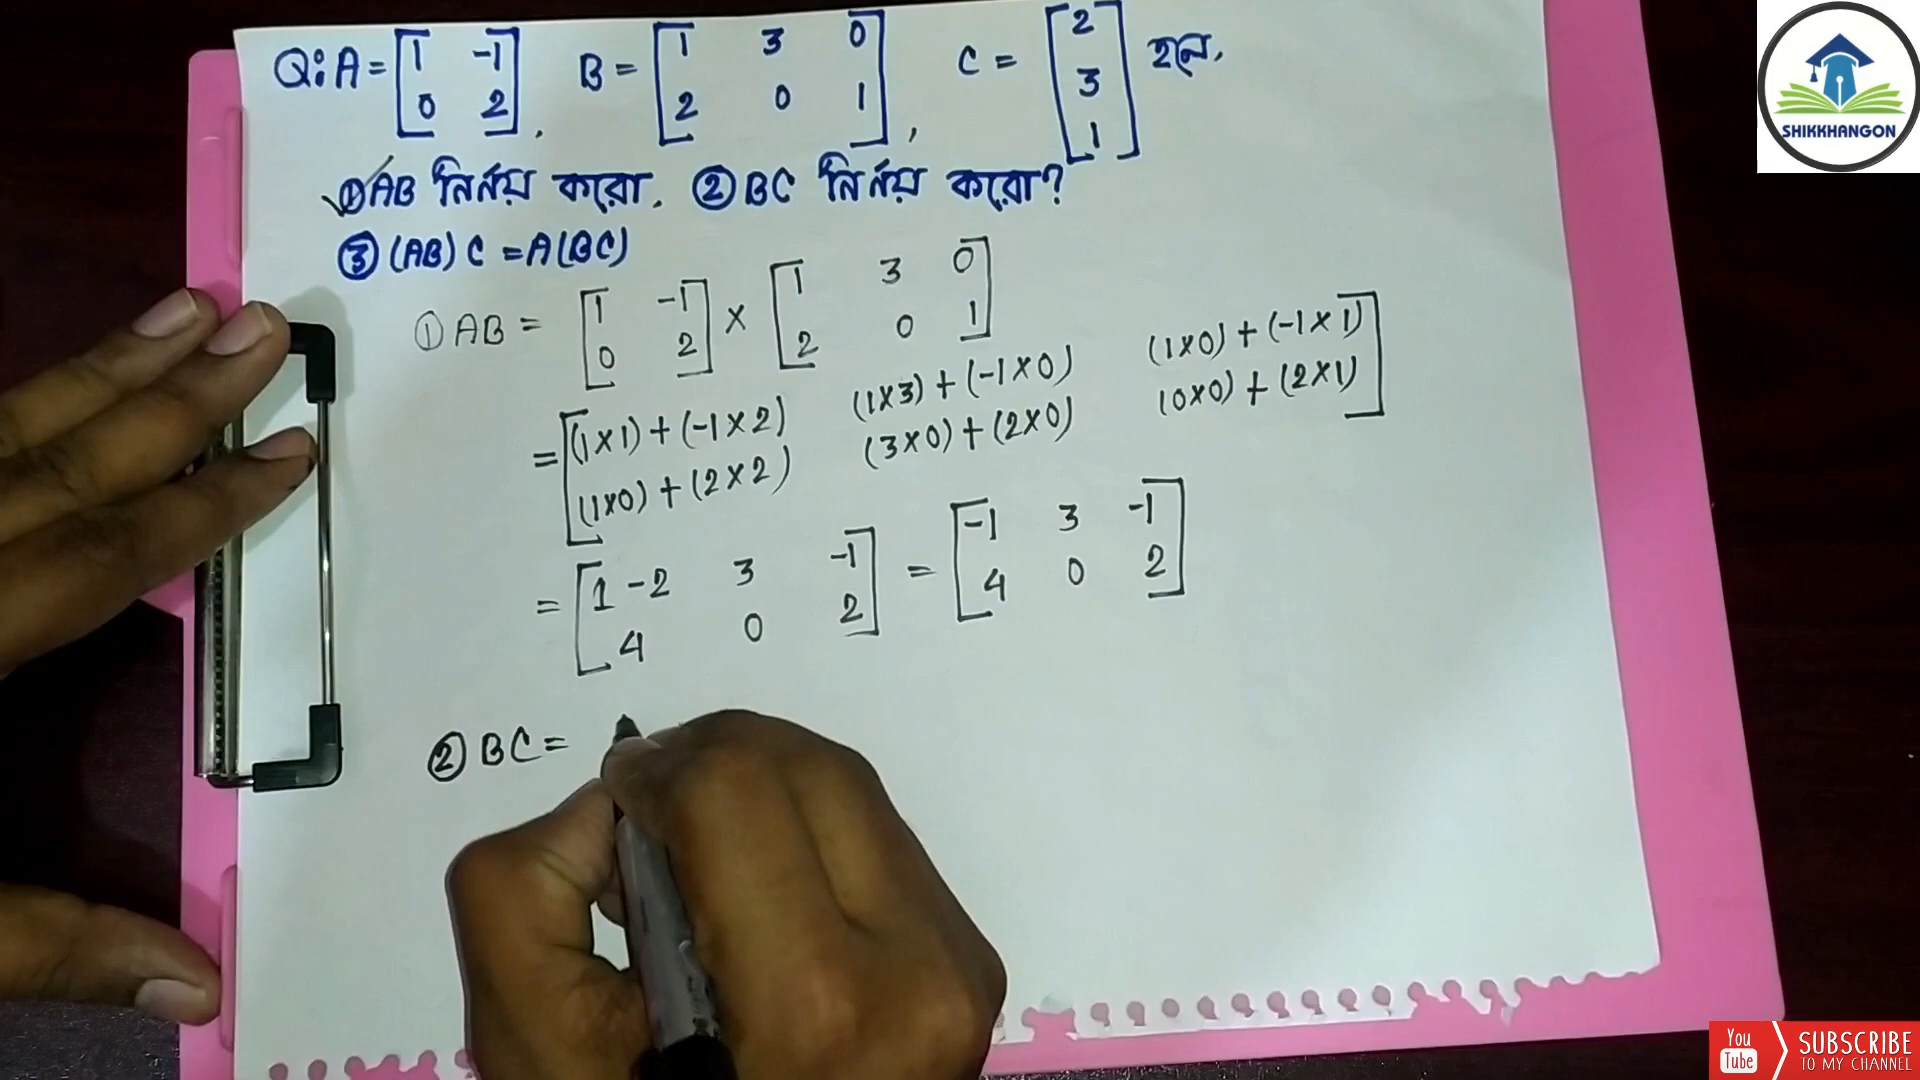 Q: A = [1 -1 0 2], B = [1 3 0 2 0 1], C = [2 3 1] হলে,
① AB নির্নয় করো. ② BC নির্নয় করো?
③ (AB) C = A(BC)
① AB = [1 -1 0 2] × [1 3 0 2 0 1]
= [(1×1) + (-1×2) (1×3) + (-1×0) (1×0) + (-1×1)
(1×0) + (2×2) (3×0) + (2×0) (0×0) + (2×1)]
= [1-2 3 -1 4 0 2] = [-1 3 -1 4 0 2]
② BC =
SHIKKHANGON
You Tube SUBSCRIBE
TO MY CHANNEL